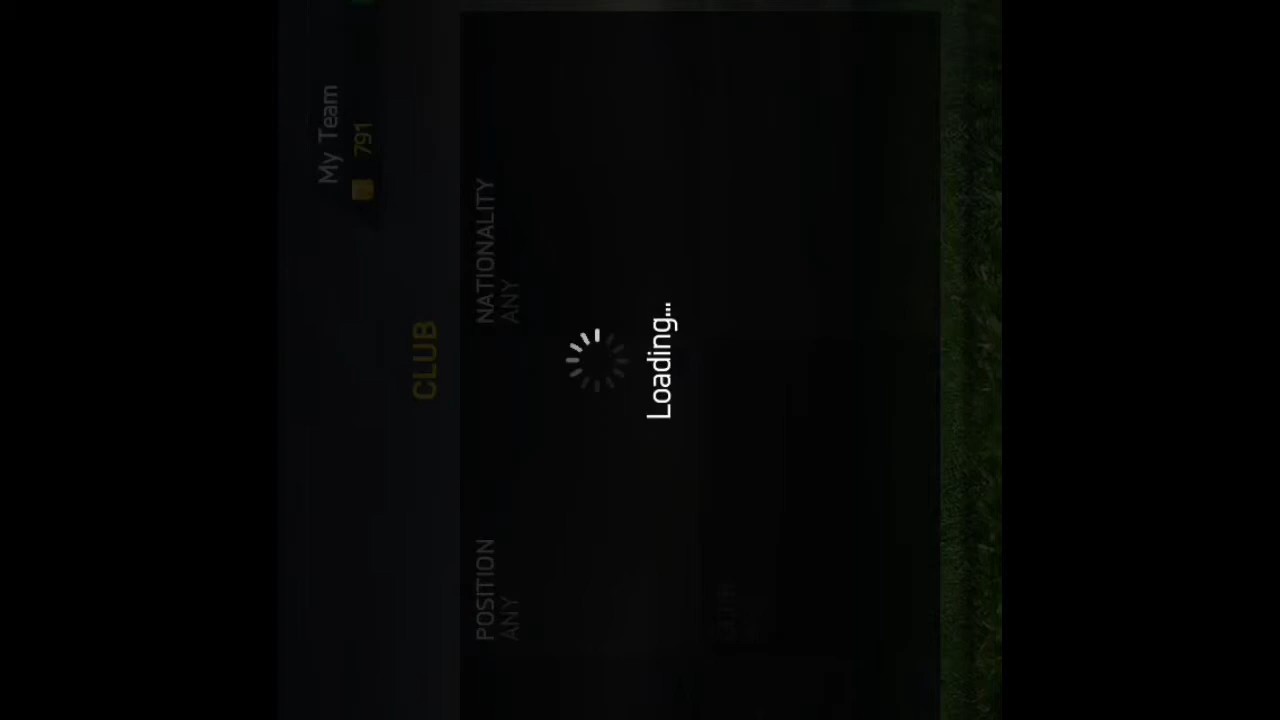 My Team
791
CLUB
POSITION
ANY
NATIONALITY
ANY
Loading...